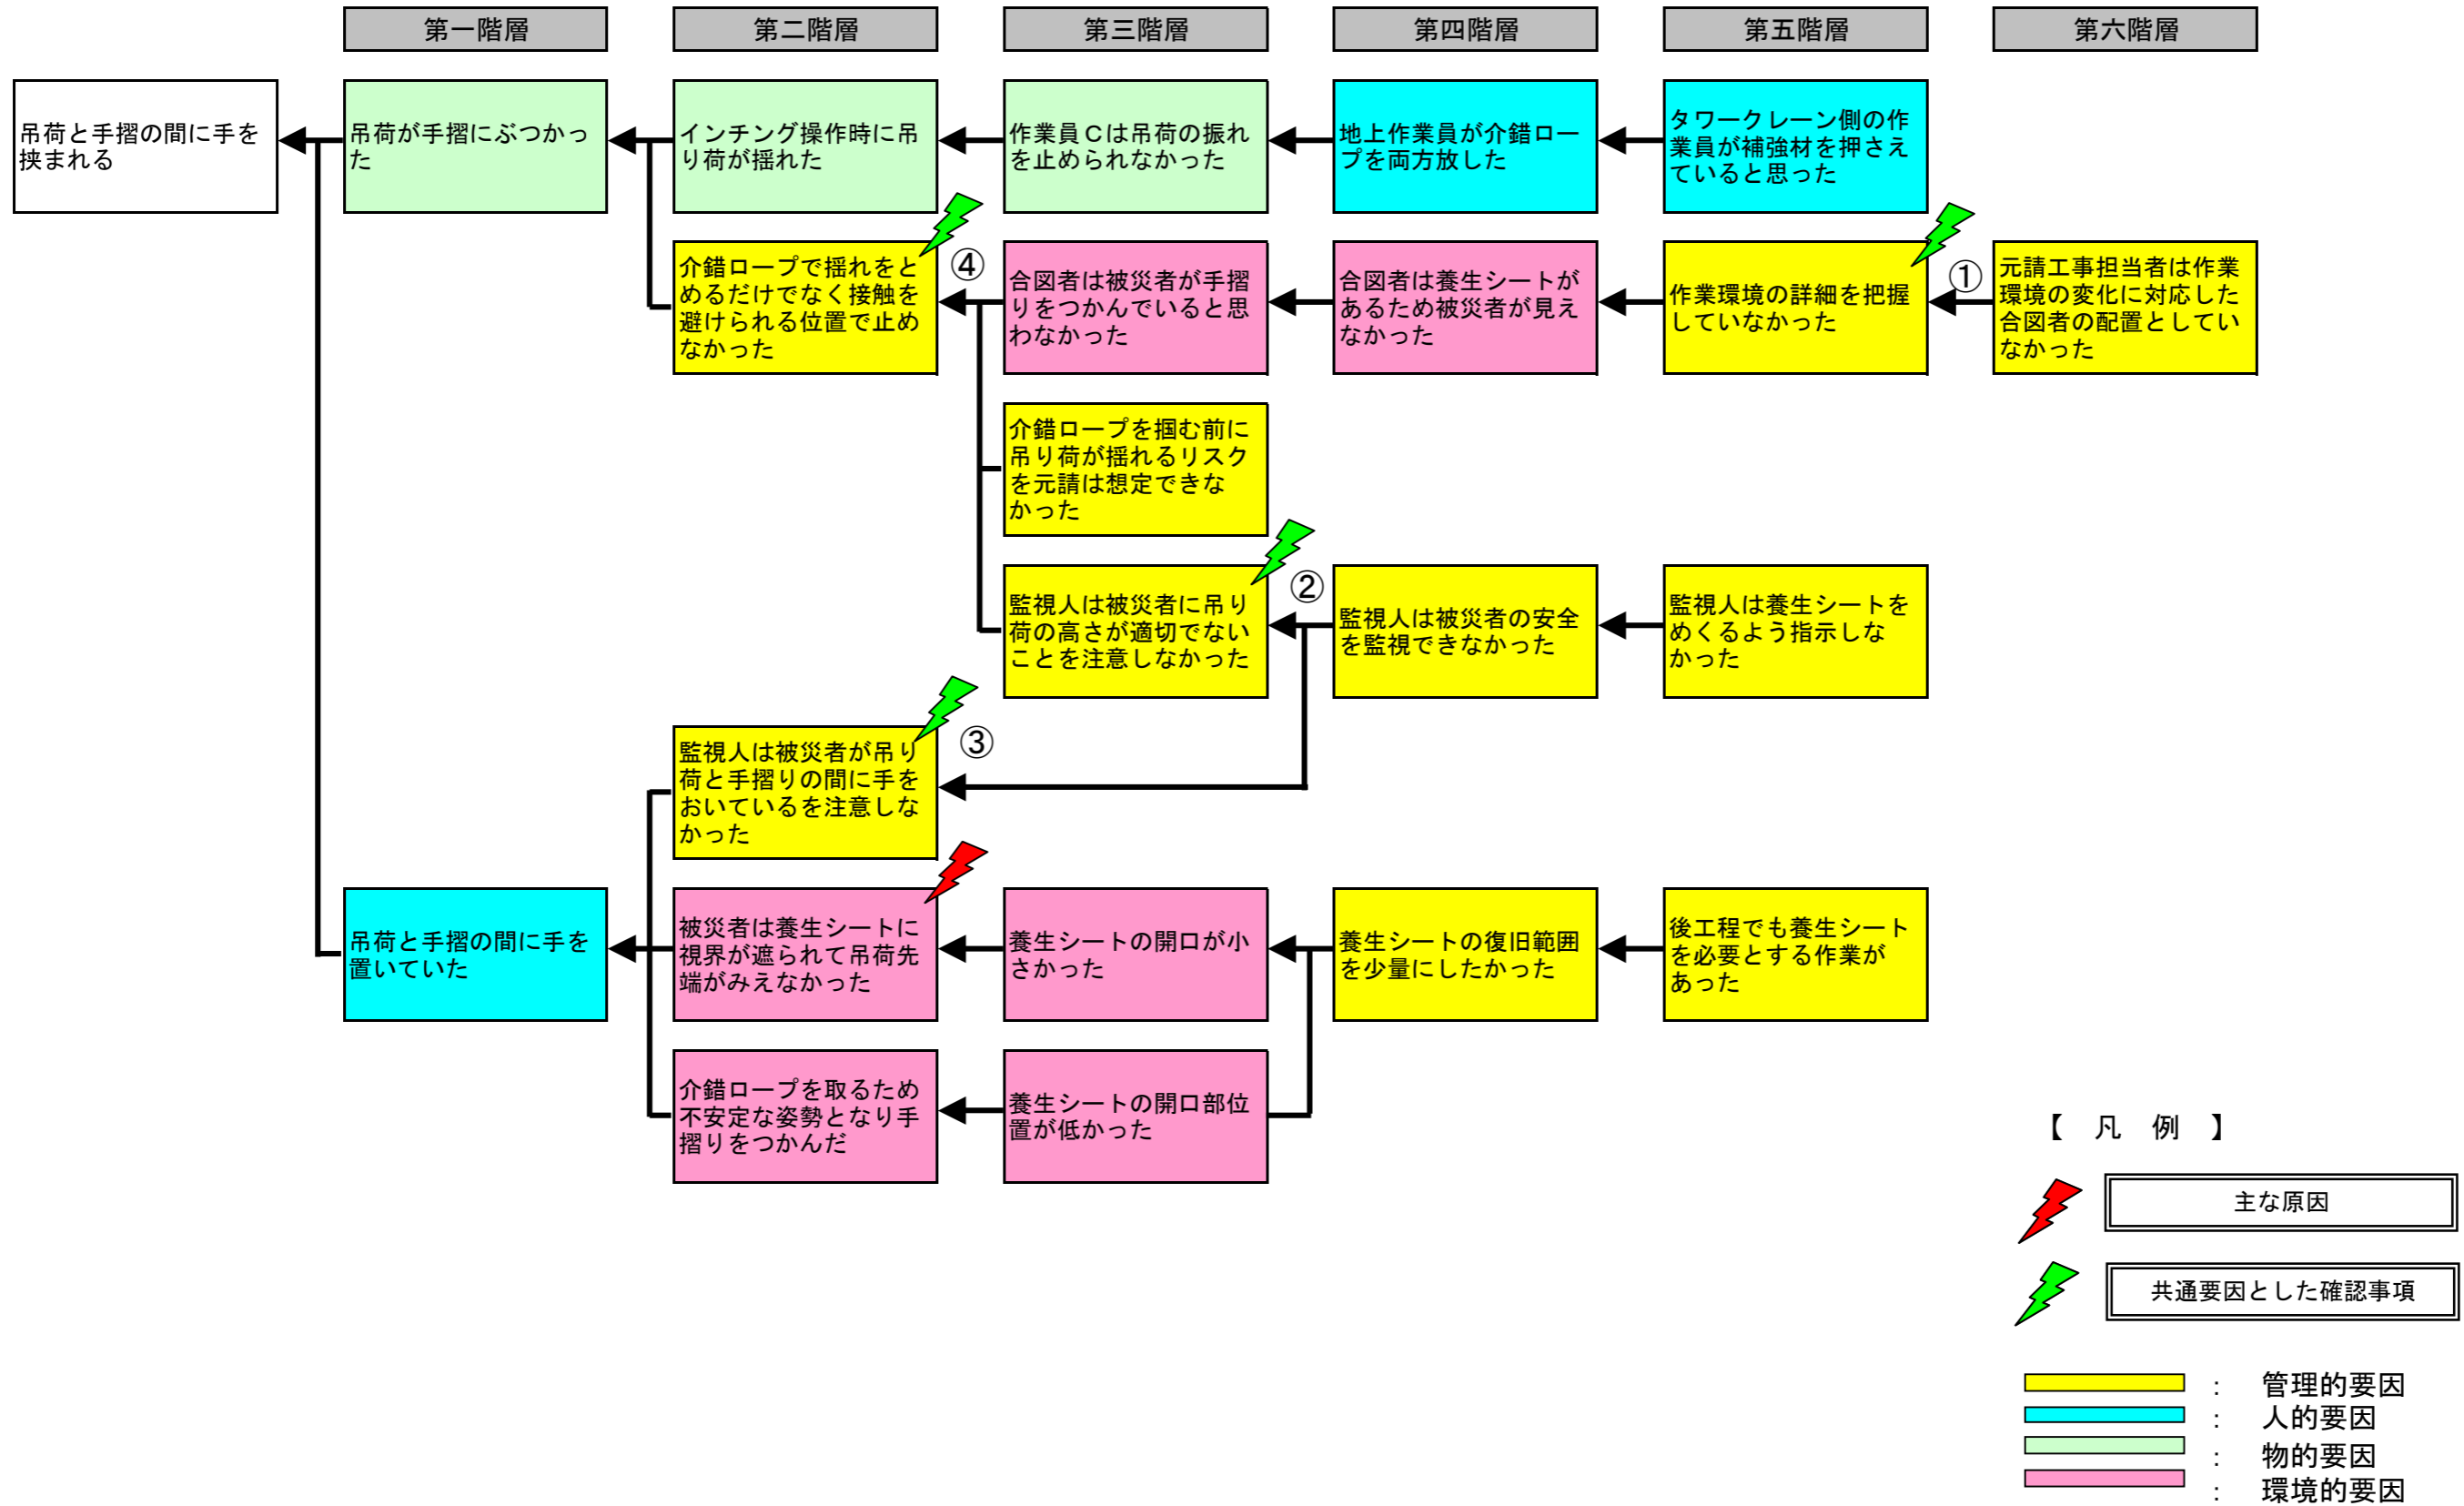 第一階層
第二階層
第三階層
第四階層
第五階層
第六階層
吊荷と手摺の間に手を
挟まれる
吊荷が手摺にぶつかっ
た
インチング操作時に吊
り荷が揺れた
作業員Cは吊荷の振れ
を止められなかった
地上作業員が介錯ロー
プを両方放した
タワークレーン側の作
業員が補強材を押さえ
ていると思った
介錯ロープで揺れをと
めるだけでなく接触を
避けられる位置で止め
なかった
④
合図者は被災者が手摺
りをつかんでいると思
わなかった
合図者は養生シートが
あるため被災者が見え
なかった
作業環境の詳細を把握
していなかった
①
元請工事担当者は作業
環境の変化に対応した
合図者の配置としてい
なかった
介錯ロープを掴む前に
吊り荷が揺れるリスク
を元請は想定できな
かった
監視人は被災者に吊り
荷の高さが適切でない
ことを注意しなかった
②
監視人は被災者の安全
を監視できなかった
監視人は養生シートを
めくるよう指示しな
かった
監視人は被災者が吊り
荷と手摺りの間に手を
おいているを注意しな
かった
③
吊荷と手摺の間に手を
置いていた
被災者は養生シートに
視界が遮られて吊荷先
端がみえなかった
養生シートの開口が小
さかった
養生シートの復旧範囲
を少量にしたかった
後工程でも養生シート
を必要とする作業が
あった
介錯ロープを取るため
不安定な姿勢となり手
摺りをつかんだ
養生シートの開口部位
置が低かった
【 凡 例 】
主な原因
共通要因とした確認事項
： 管理的要因
： 人的要因
： 物的要因
： 環境的要因